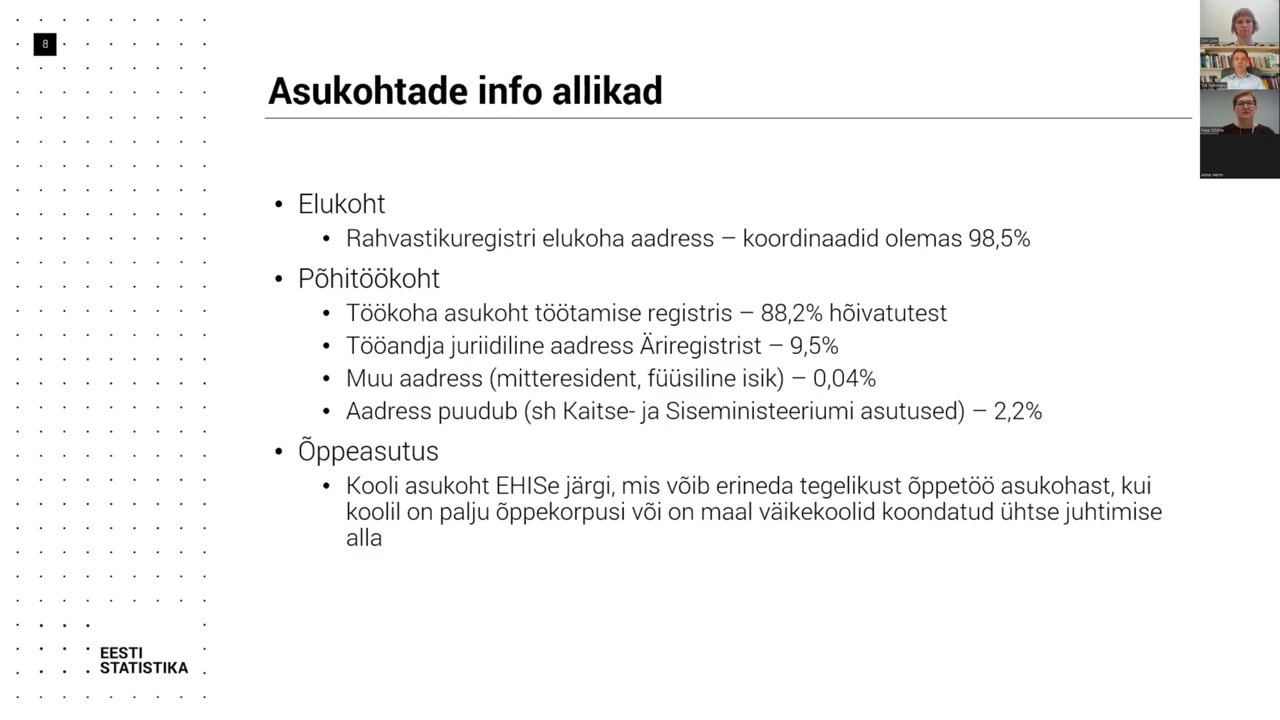 8
Asukohtade info allikad
• Elukoht
• Rahvastikuregistri elukoha aadress – koordinaadid olemas 98,5%
• Põhitöökoht
• Töökoha asukoht töötamise registris – 88,2% hõivatutest
• Tööandja juriidiline aadress Äriregistrist – 9,5%
• Muu aadress (mitteresident, füüsiline isik) – 0,04%
• Aadress puudub (sh Kaitse- ja Siseministeeriumi asutused) – 2,2%
• Õppeasutus
• Kooli asukoht EHISe järgi, mis võib erineda tegelikust õppetöö asukohast, kui
koolil on palju õppekorpusi või on maal väikekoolid koondatud ühtse juhtimise
alla
EESTI
STATISTIKA